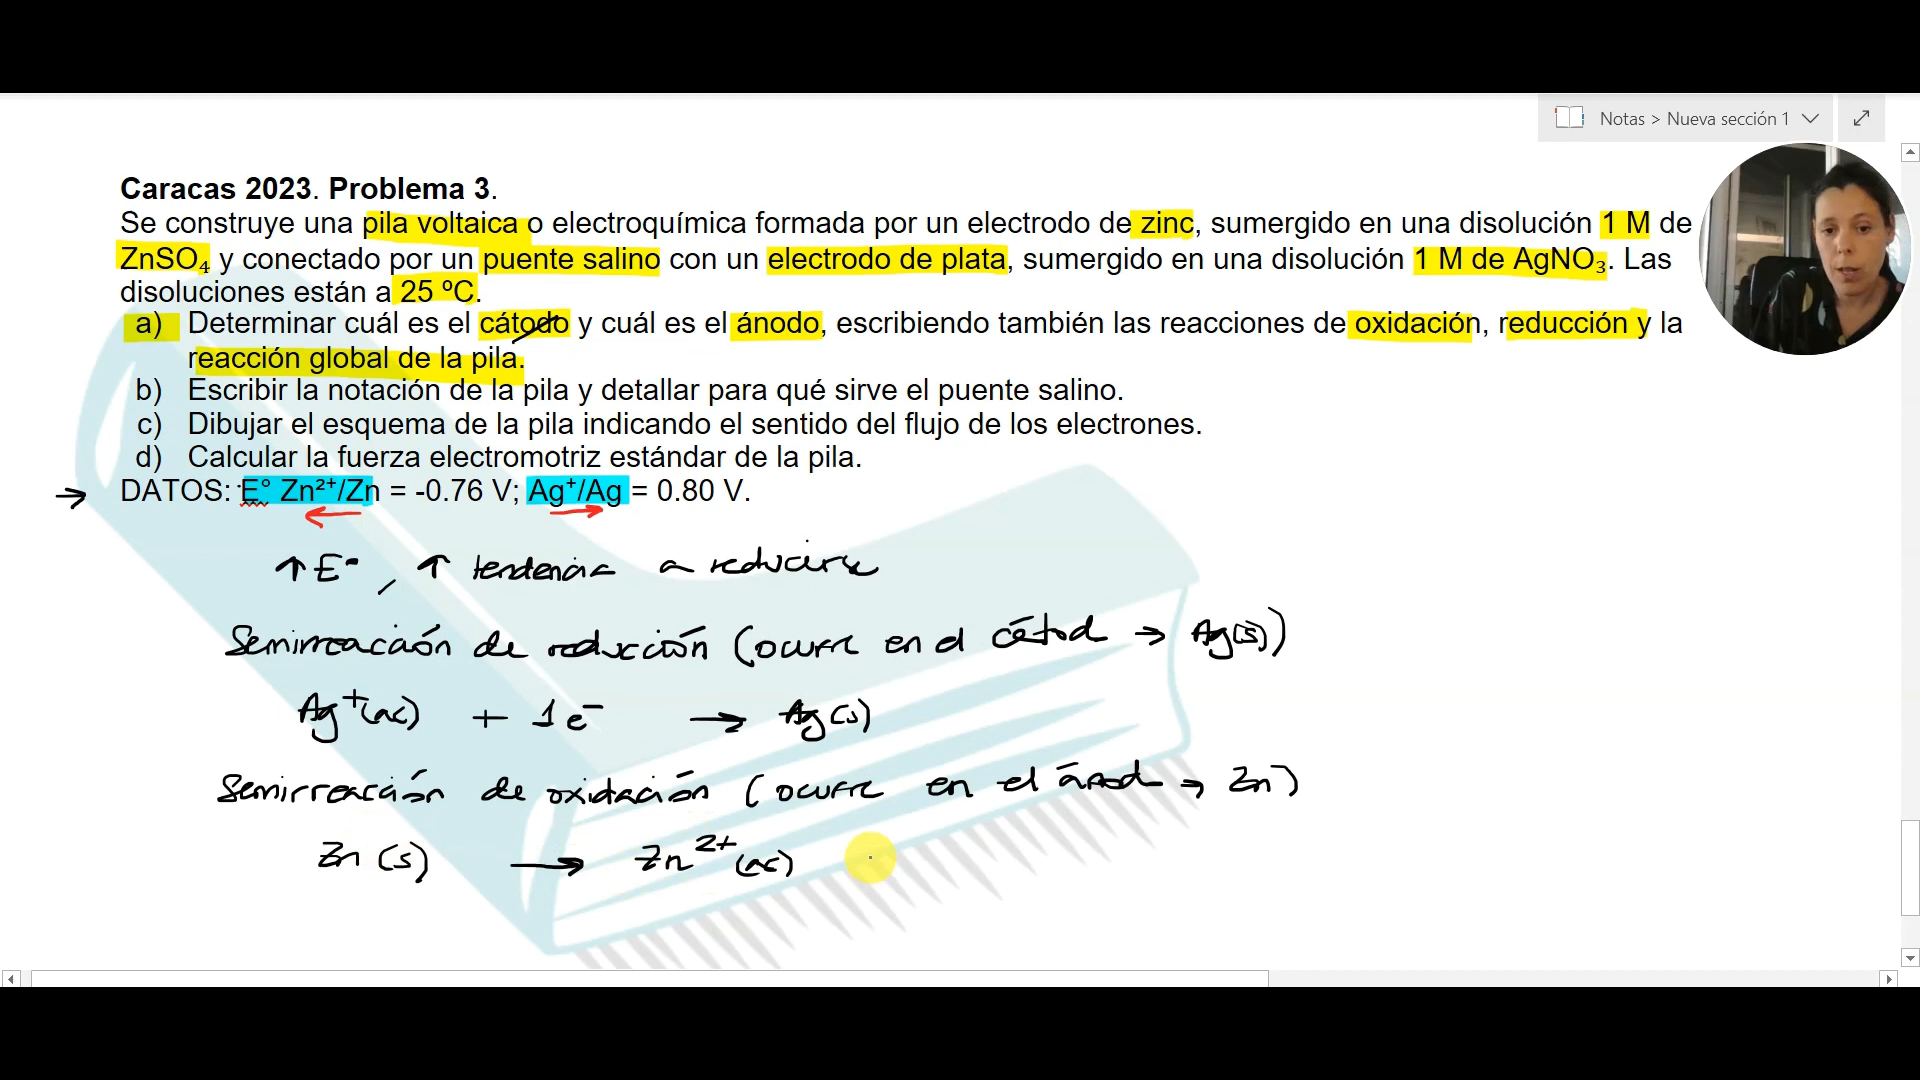 Notas > Nueva sección 1
Caracas 2023. Problema 3.
Se construye una pila voltaica o electroquímica formada por un electrodo de zinc, sumergido en una disolución 1 M de
ZnSO₄ y conectado por un puente salino con un electrodo de plata, sumergido en una disolución 1 M de AgNO₃. Las
disoluciones están a 25 ºC.
a) Determinar cuál es el cátodo y cuál es el ánodo, escribiendo también las reacciones de oxidación, reducción y la
reacción global de la pila.
b) Escribir la notación de la pila y detallar para qué sirve el puente salino.
c) Dibujar el esquema de la pila indicando el sentido del flujo de los electrones.
d) Calcular la fuerza electromotriz estándar de la pila.
→ DATOS: E° Zn²⁺/Zn = -0.76 V; Ag⁺/Ag = 0.80 V.
↑ E° , ↑ tendencia a reducirse
Semirreacción de reducción (ocurre en el cátodo → Ag(s))
Ag⁺(ac) + 1e⁻ → Ag(s)
Semirreacción de oxidación (ocurre en el ánodo → Zn)
Zn (s) → Zn²⁺(ac)